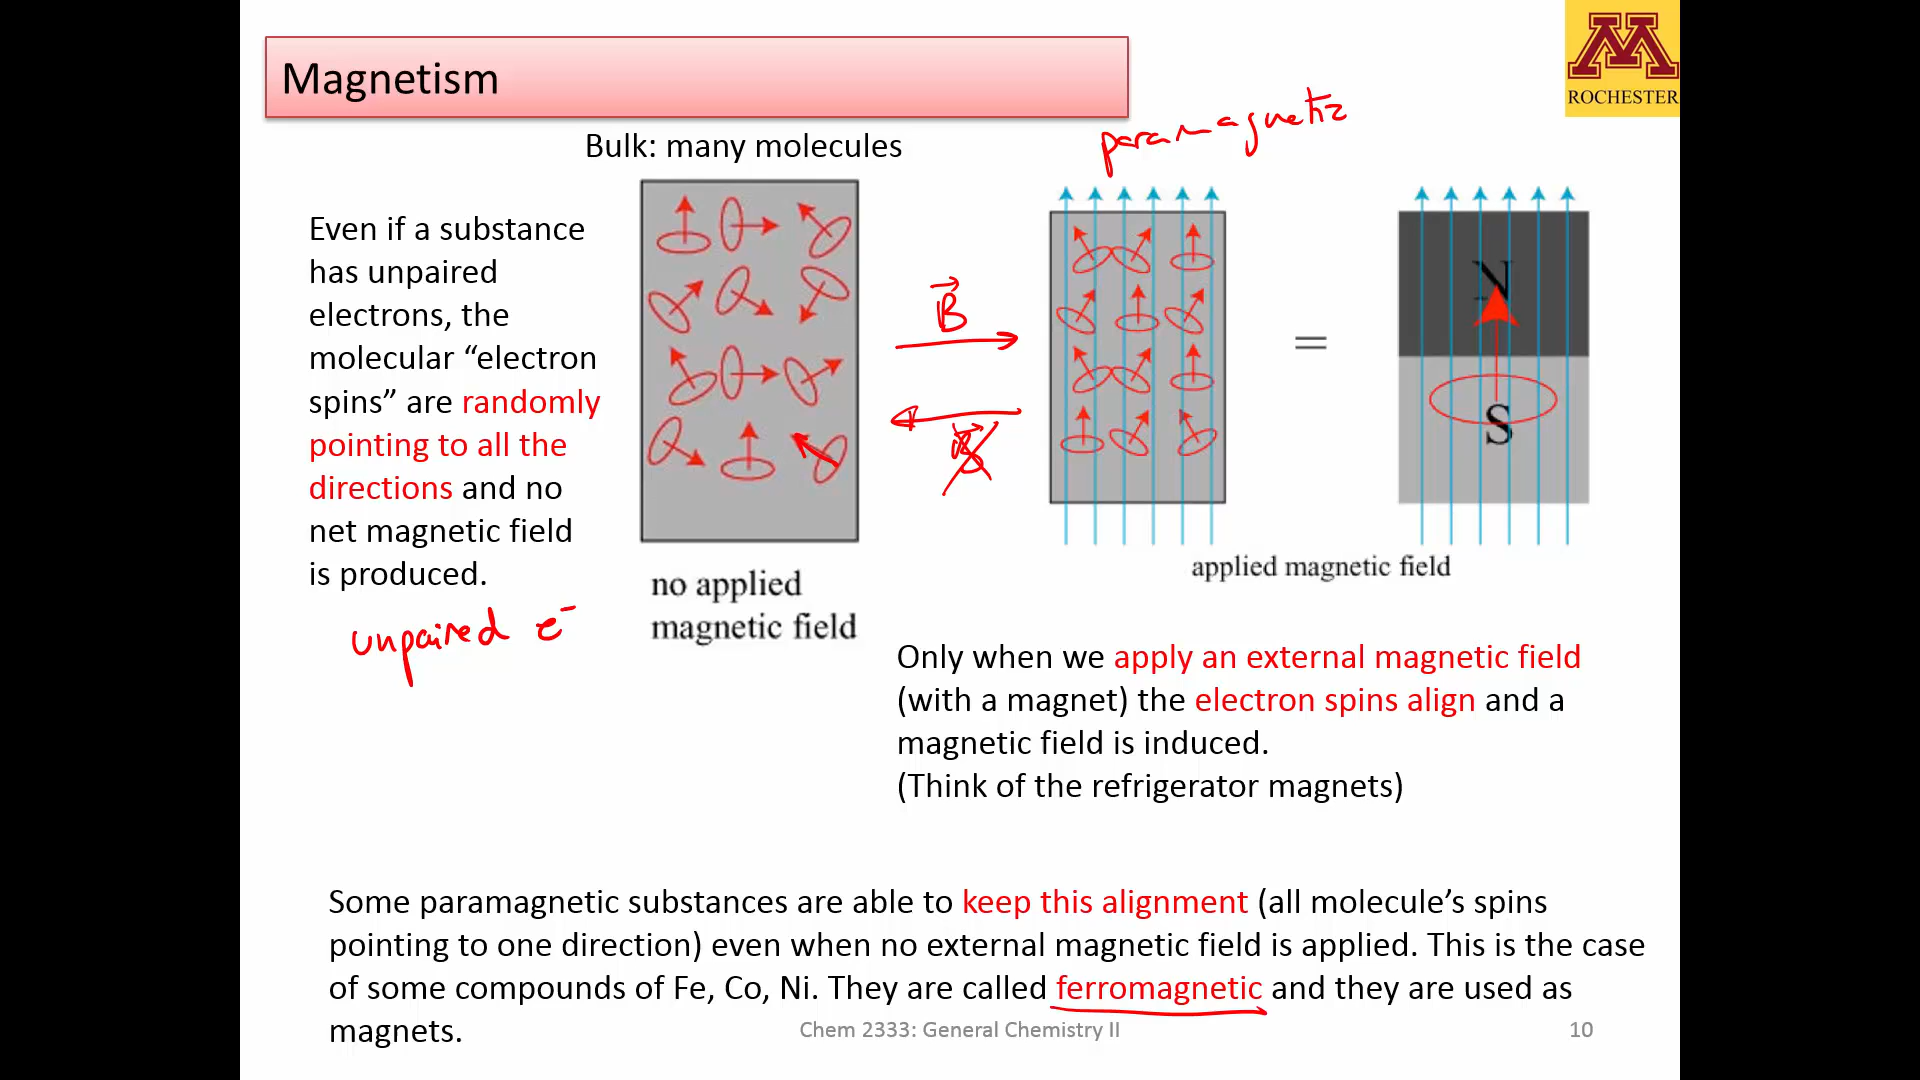 Magnetism
M
ROCHESTER
Bulk: many molecules
paramagnetic
Even if a substance
has unpaired
electrons, the
molecular “electron
spins” are randomly
pointing to all the
directions and no
net magnetic field
is produced.
unpaired e⁻
B
B
=
N
S
no applied
magnetic field
applied magnetic field
Only when we apply an external magnetic field
(with a magnet) the electron spins align and a
magnetic field is induced.
(Think of the refrigerator magnets)
Some paramagnetic substances are able to keep this alignment (all molecule’s spins
pointing to one direction) even when no external magnetic field is applied. This is the case
of some compounds of Fe, Co, Ni. They are called ferromagnetic and they are used as
magnets.
Chem 2333: General Chemistry II
10